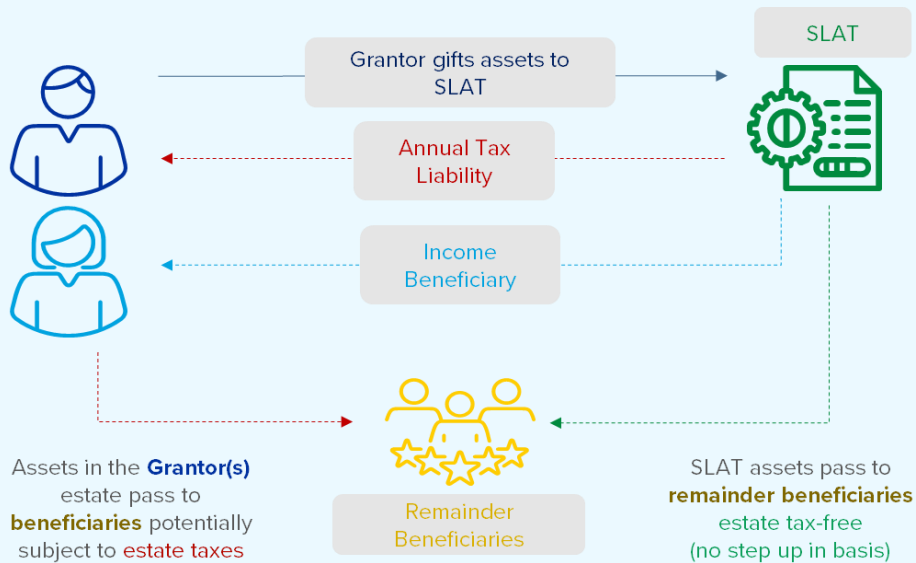 SLAT
Grantor gifts assets to
SLAT
Annual Tax
Liability
Income
Beneficiary
Assets in the Grantor(s)
estate pass to
beneficiaries potentially
subject to estate taxes
Remainder
Beneficiaries
SLAT assets pass to
remainder beneficiaries
estate tax-free
(no step up in basis)